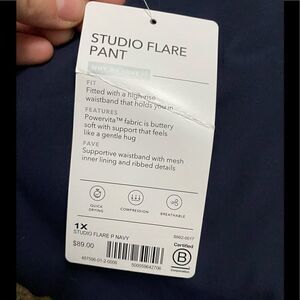 STUDIO FLARE
PANT
FIT
Fitted with a high-rise
waistband that holds you in
FEATURES
Powervita™ fabric is buttery
soft with support that feels
like a gentle hug
FAVE
Supportive waistband with mesh
inner lining and ribbed details
QUICK
DRYING
COMPRESSION
BREATHABLE
1X
STUDIO FLARE P NAVY
$89.00
Certified
B
Corporation